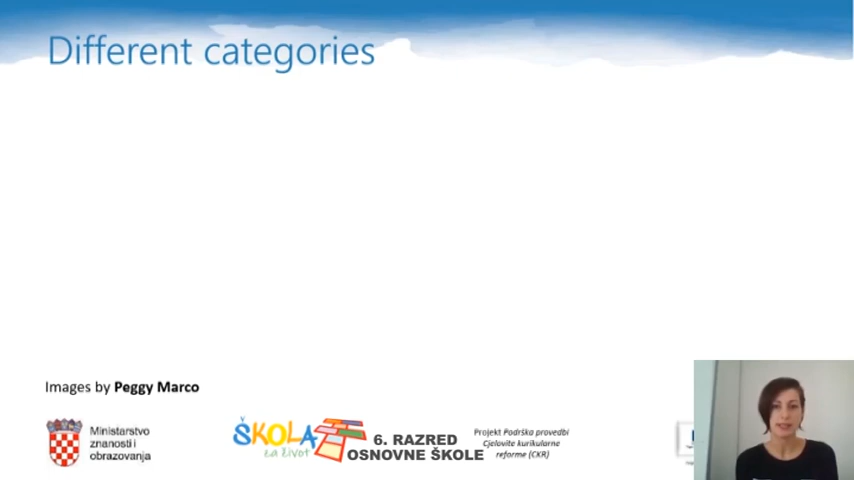 Different categories
Images by Peggy Marco
Ministarstvo
znanosti i
obrazovanja
ŠKOLA
za život
6. RAZRED
OSNOVNE ŠKOLE
Projekt Podrška provedbi
Cjelovite kurikularne
reforme (CKR)